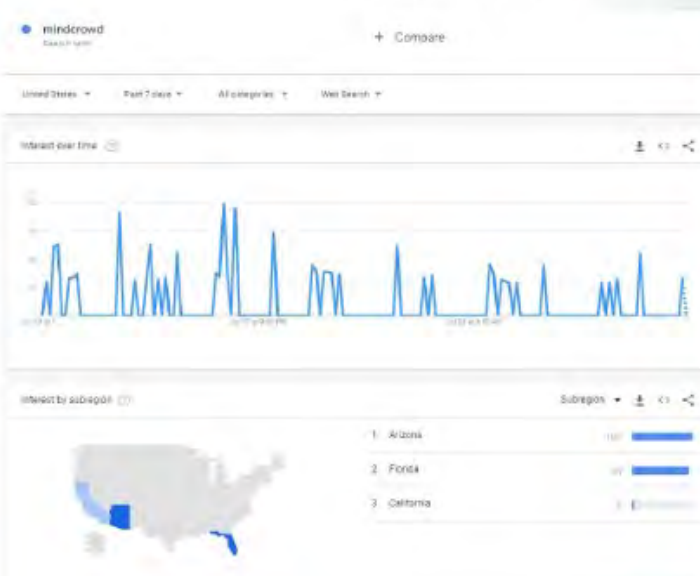 mindcrowd
Search term
+ Compare
United States Past 7 days All categories Web Search
Interest over time
Interest by subregion Subregion
1 Arizona
2 Florida
3 California